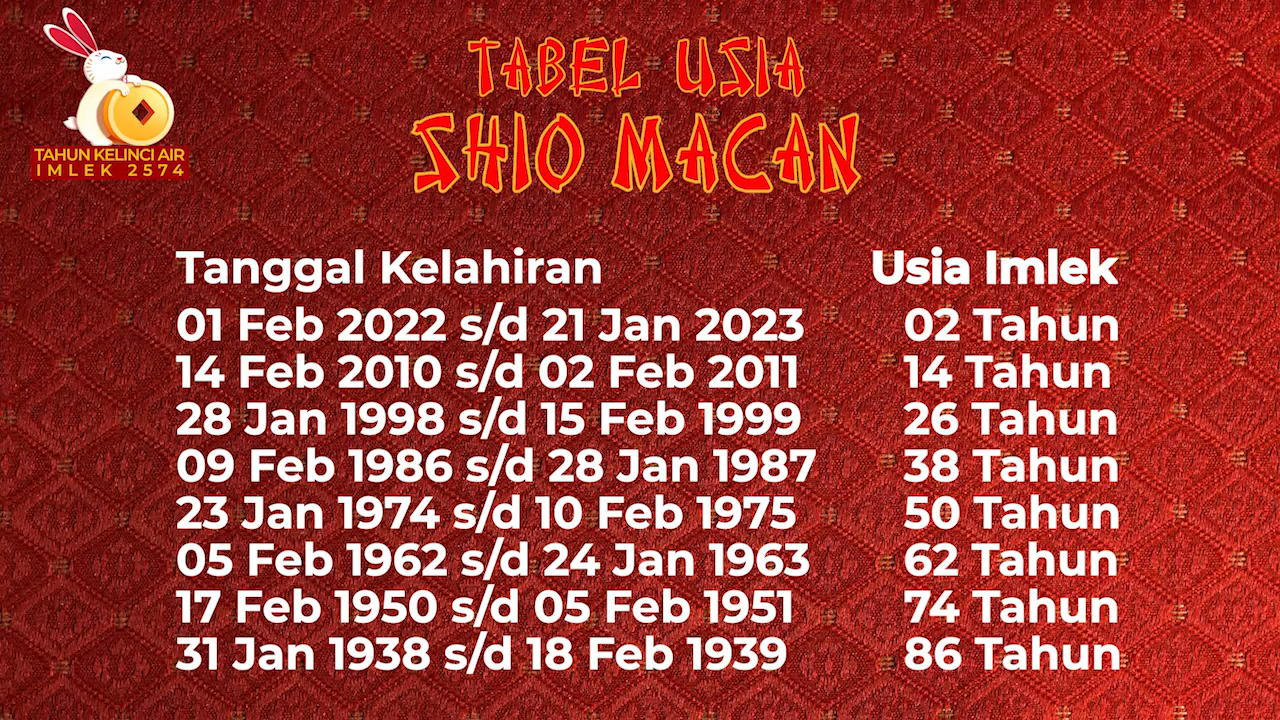 TAHUN KELINCI AIR
IMLEK 2574
TABEL USIA
SHIO MACAN
Tanggal Kelahiran Usia Imlek
01 Feb 2022 s/d 21 Jan 2023 02 Tahun
14 Feb 2010 s/d 02 Feb 2011 14 Tahun
28 Jan 1998 s/d 15 Feb 1999 26 Tahun
09 Feb 1986 s/d 28 Jan 1987 38 Tahun
23 Jan 1974 s/d 10 Feb 1975 50 Tahun
05 Feb 1962 s/d 24 Jan 1963 62 Tahun
17 Feb 1950 s/d 05 Feb 1951 74 Tahun
31 Jan 1938 s/d 18 Feb 1939 86 Tahun